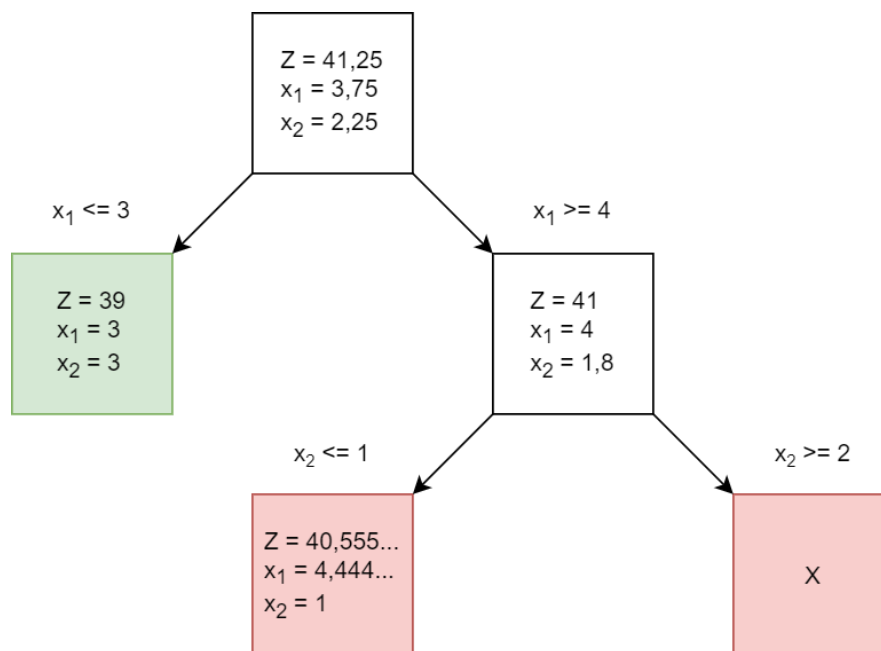 Z = 41,25
x₁ = 3,75
x₂ = 2,25
x₁ <= 3
x₁ >= 4
Z = 39
x₁ = 3
x₂ = 3
Z = 41
x₁ = 4
x₂ = 1,8
x₂ <= 1
x₂ >= 2
Z = 40,555...
x₁ = 4,444...
x₂ = 1
X